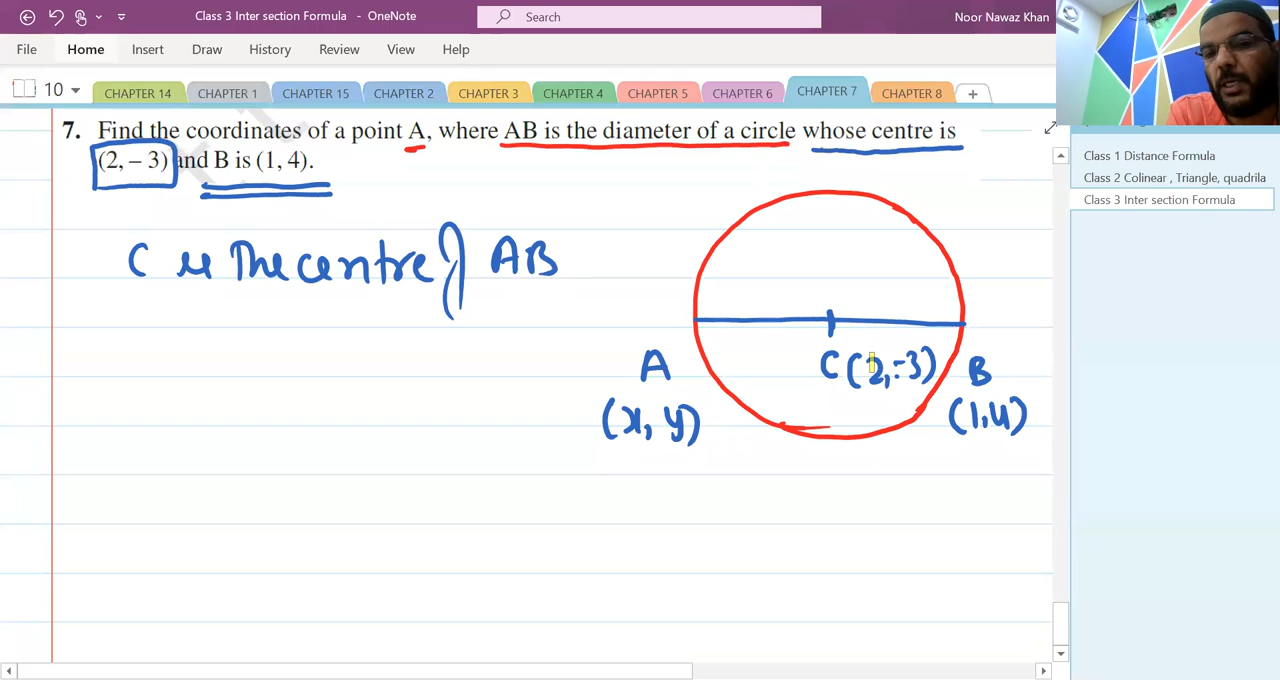 Class 3 Inter section Formula - OneNote
Search
Noor Nawaz Khan
File Home Insert Draw History Review View Help
10 CHAPTER 14 CHAPTER 1 CHAPTER 15 CHAPTER 2 CHAPTER 3 CHAPTER 4 CHAPTER 5 CHAPTER 6 CHAPTER 7 CHAPTER 8 +
7. Find the coordinates of a point A, where AB is the diameter of a circle whose centre is
(2, – 3) and B is (1, 4).
C is The centre of AB
A
(x, y)
C (2, -3)
B
(1, 4)
Class 1 Distance Formula
Class 2 Colinear , Triangle, quadrila
Class 3 Inter section Formula